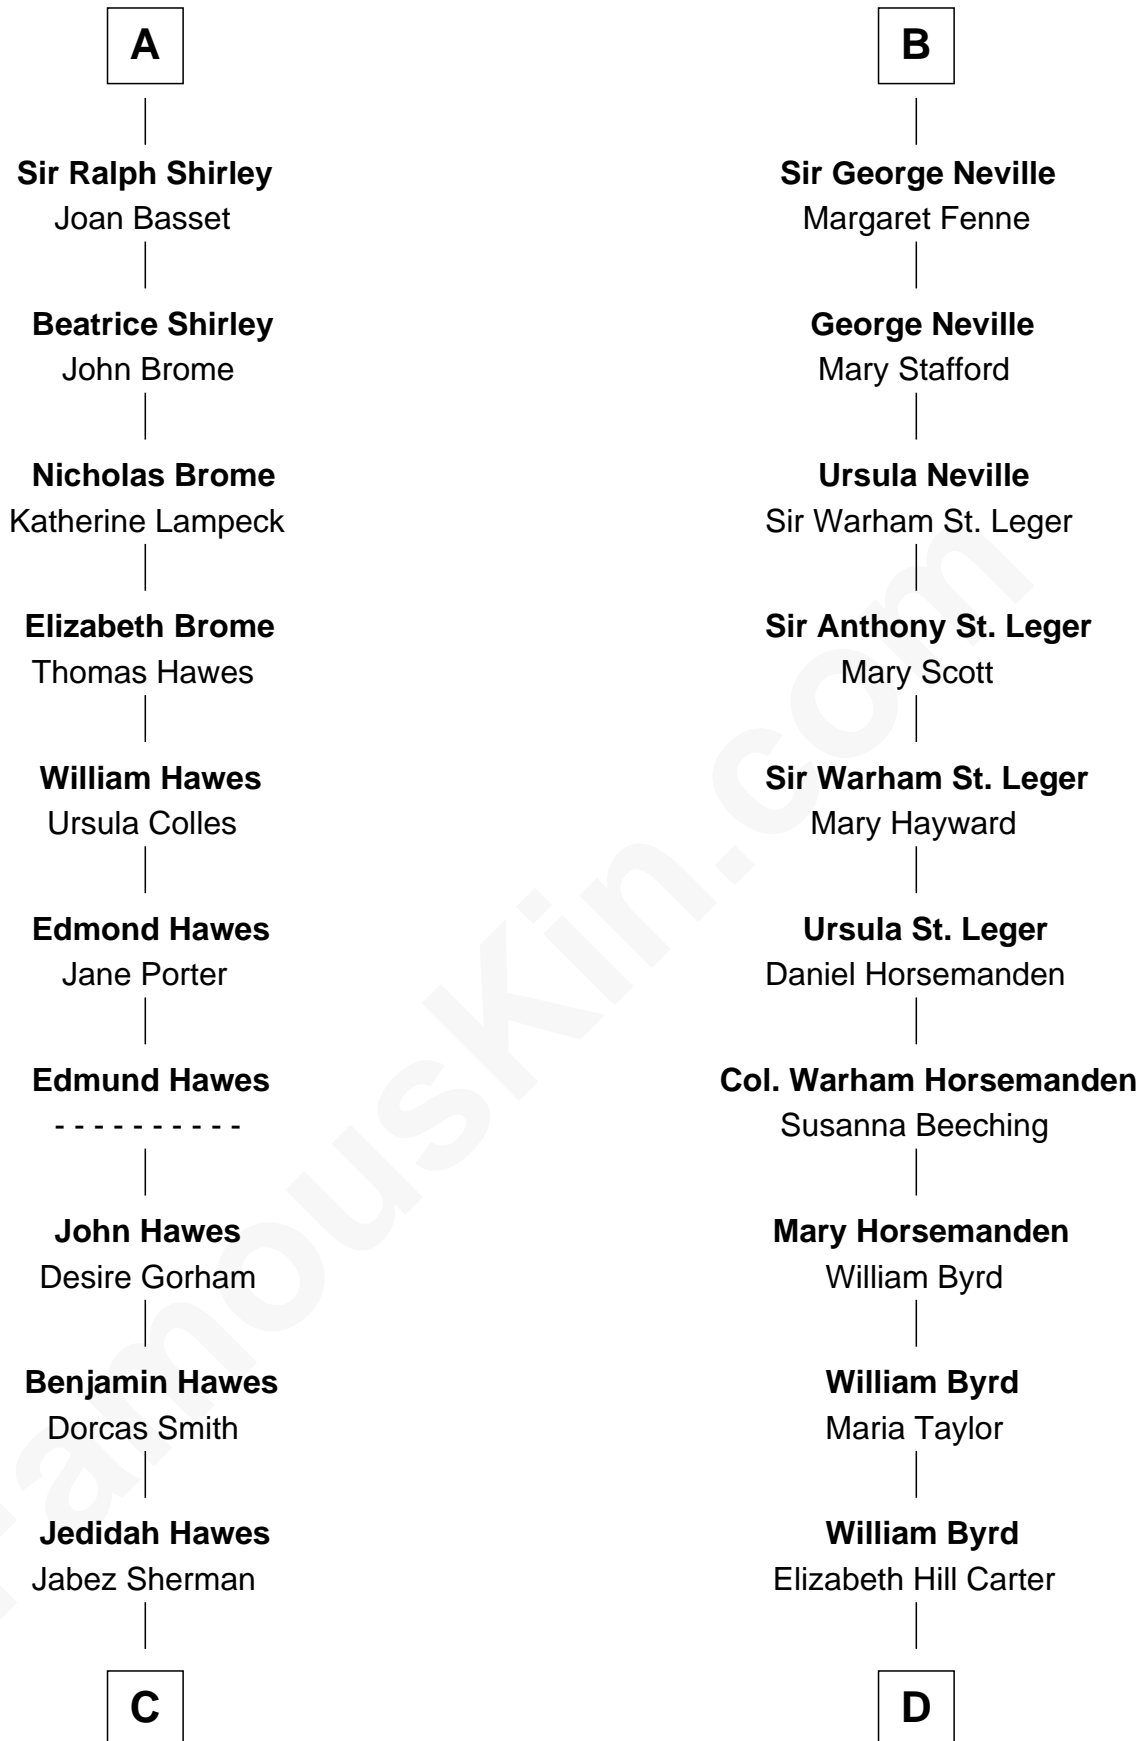 A
Sir Ralph Shirley
Joan Basset
Beatrice Shirley
John Brome
Nicholas Brome
Katherine Lampeck
Elizabeth Brome
Thomas Hawes
William Hawes
Ursula Colles
Edmond Hawes
Jane Porter
Edmund Hawes
- - - - - - - - - -
John Hawes
Desire Gorham
Benjamin Hawes
Dorcas Smith
Jedidah Hawes
Jabez Sherman
C
B
Sir George Neville
Margaret Fenne
George Neville
Mary Stafford
Ursula Neville
Sir Warham St. Leger
Sir Anthony St. Leger
Mary Scott
Sir Warham St. Leger
Mary Hayward
Ursula St. Leger
Daniel Horsemanden
Col. Warham Horsemanden
Susanna Beeching
Mary Horsemanden
William Byrd
William Byrd
Maria Taylor
William Byrd
Elizabeth Hill Carter
D
FamousKin.com